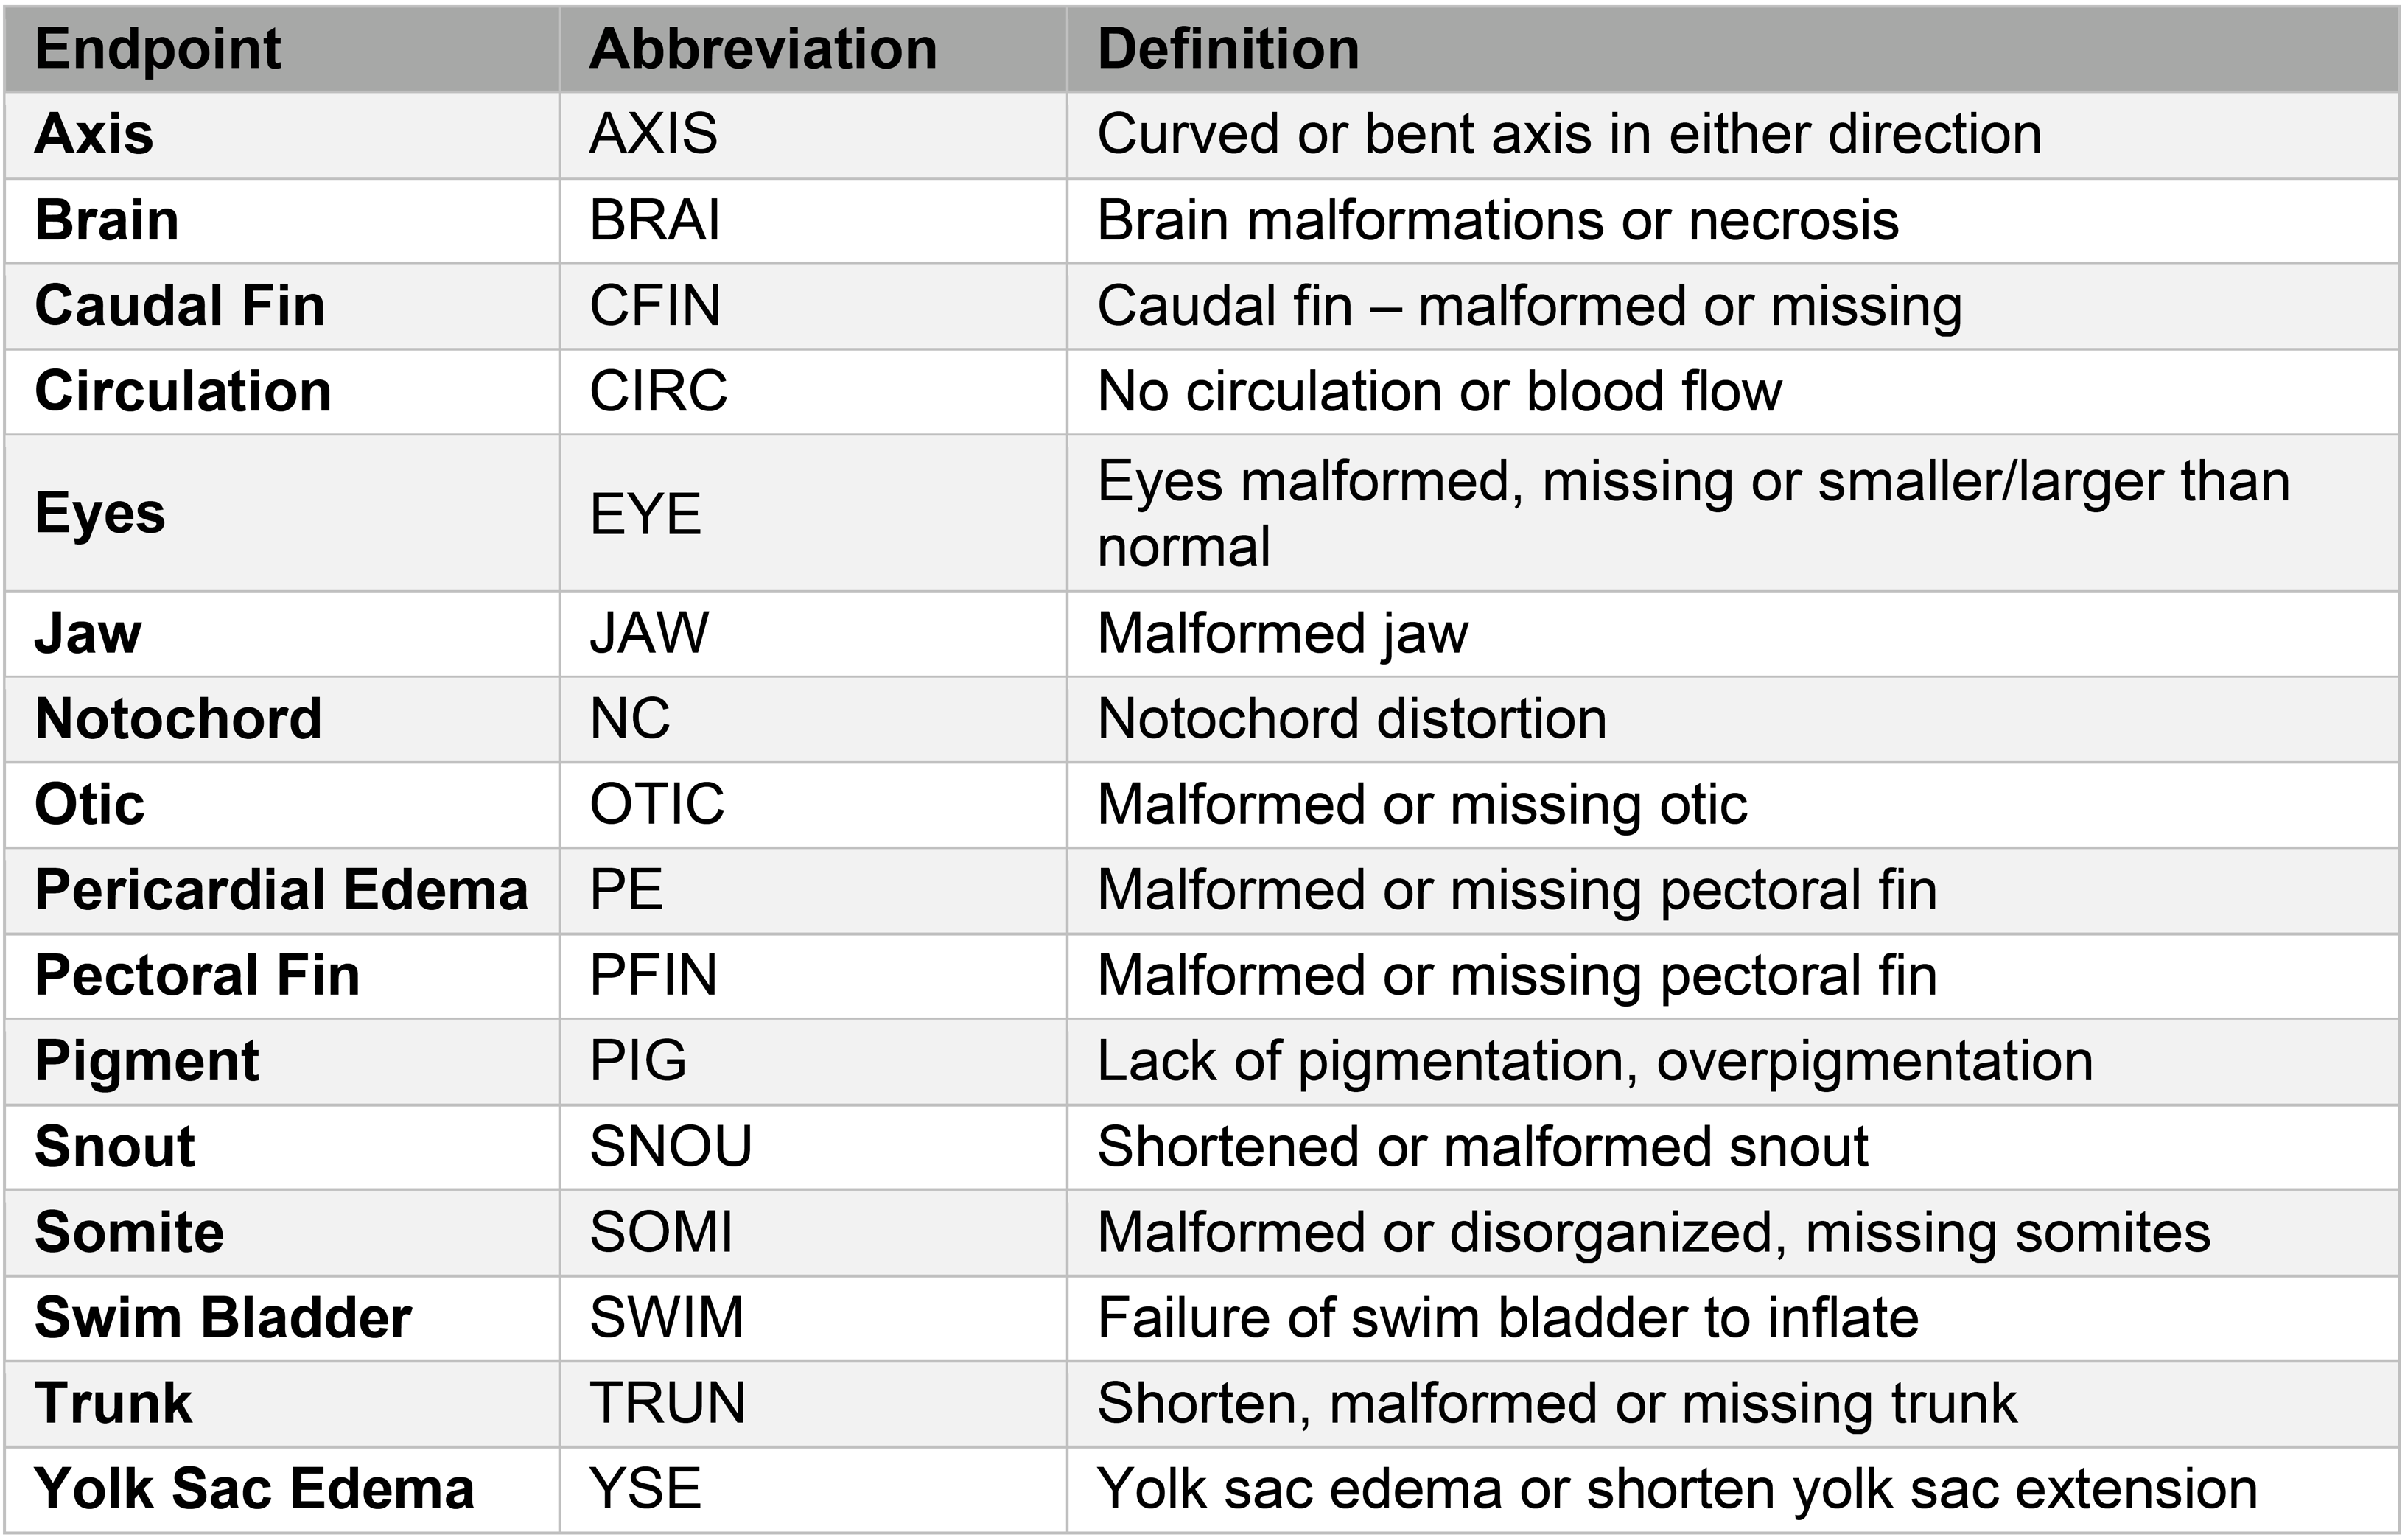 Endpoint Abbreviation Definition
Axis AXIS Curved or bent axis in either direction
Brain BRAI Brain malformations or necrosis
Caudal Fin CFIN Caudal fin – malformed or missing
Circulation CIRC No circulation or blood flow
Eyes EYE Eyes malformed, missing or smaller/larger than
normal
Jaw JAW Malformed jaw
Notochord NC Notochord distortion
Otic OTIC Malformed or missing otic
Pericardial Edema PE Malformed or missing pectoral fin
Pectoral Fin PFIN Malformed or missing pectoral fin
Pigment PIG Lack of pigmentation, overpigmentation
Snout SNOU Shortened or malformed snout
Somite SOMI Malformed or disorganized, missing somites
Swim Bladder SWIM Failure of swim bladder to inflate
Trunk TRUN Shorten, malformed or missing trunk
Yolk Sac Edema YSE Yolk sac edema or shorten yolk sac extension